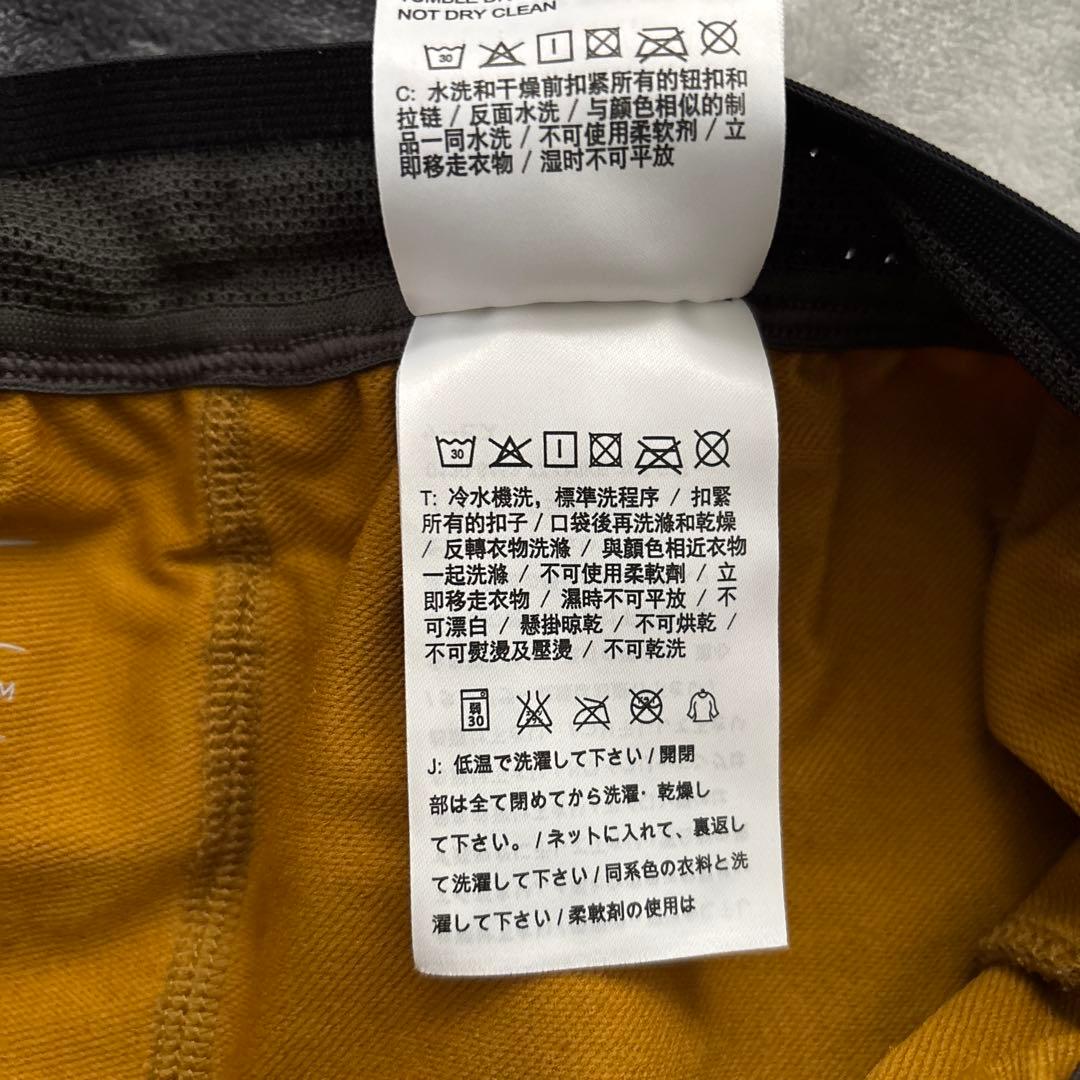 NOT DRY CLEAN
30
C: 水洗和干燥前扣紧所有的钮扣和
拉链 / 反面水洗 / 与颜色相似的制
品一同水洗 / 不可使用柔软剂 / 立
即移走衣物 / 湿时不可平放
30
T: 冷水機洗，標準洗程序 / 扣緊
所有的扣子 / 口袋後再洗滌和乾燥
/ 反轉衣物洗滌 / 與顏色相近衣物
一起洗滌 / 不可使用柔軟劑 / 立
即移走衣物 / 濕時不可平放 / 不
可漂白 / 懸掛晾乾 / 不可烘乾 /
不可熨燙及壓燙 / 不可乾洗
弱
30
J: 低温で洗濯して下さい / 開閉
部は全て閉めてから洗濯・乾燥し
て下さい。/ ネットに入れて、裏返し
て洗濯して下さい / 同系色の衣料と洗
濯して下さい / 柔軟剤の使用は
M